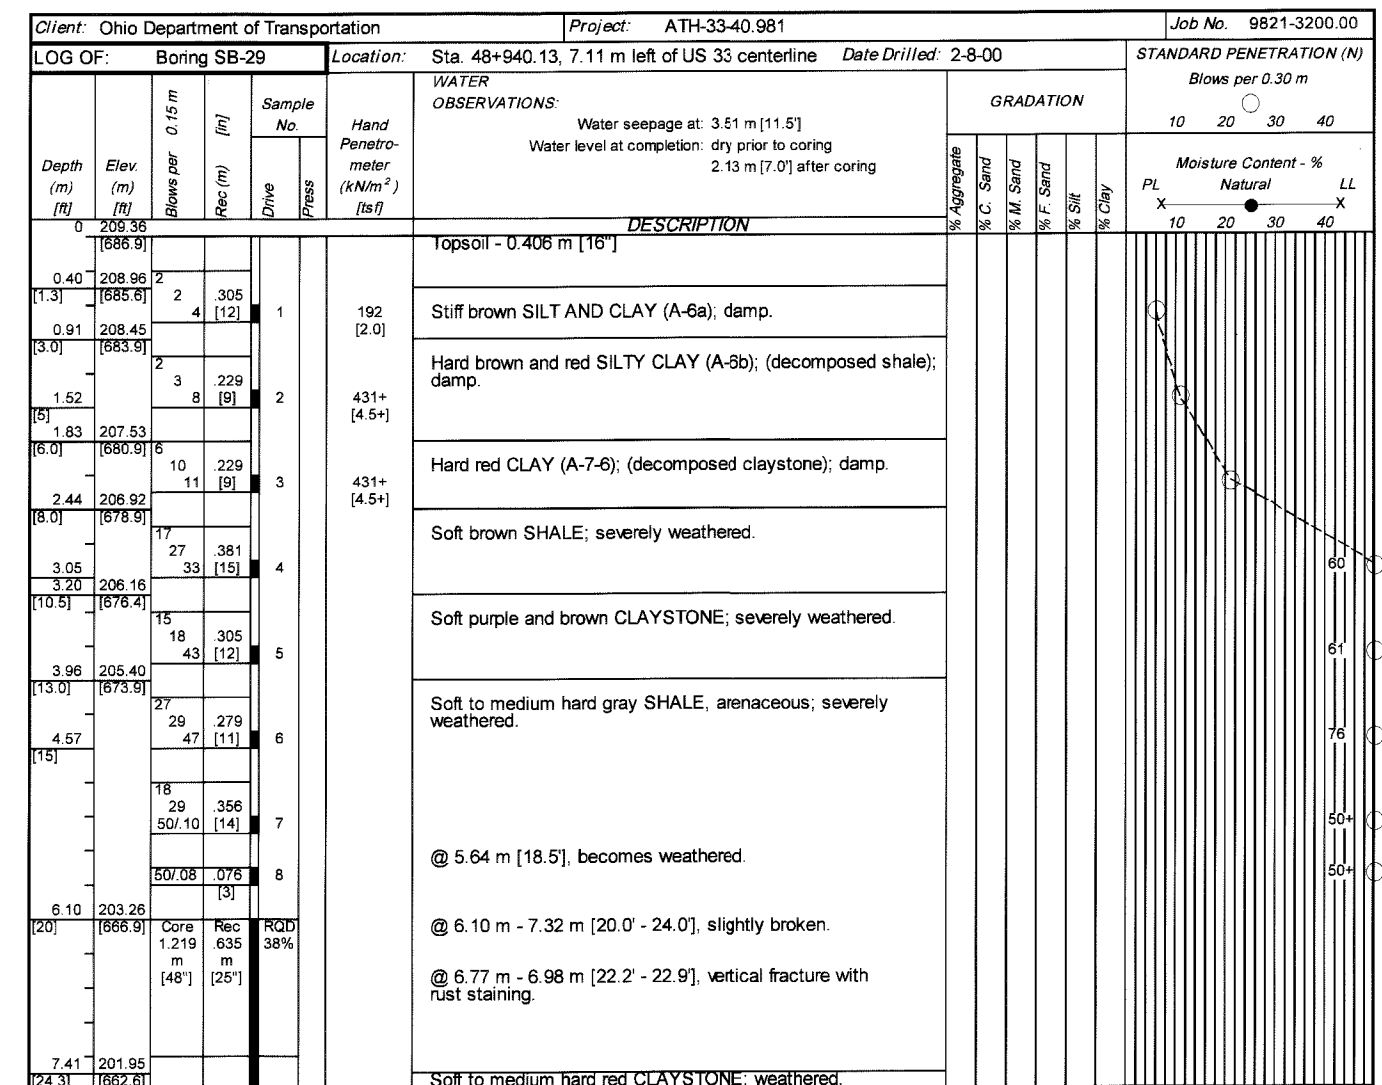 Client: Ohio Department of Transportation Project: ATH-33-40.981 Job No. 9821-3200.00
LOG OF: Boring SB-29 Location: Sta. 48+940.13, 7.11 m left of US 33 centerline Date Drilled: 2-8-00
STANDARD PENETRATION (N)
Blows per 0.30 m
10 20 30 40
Depth (m) [ft]
Elev. (m) [ft]
Blows per 0.15 m
Rec (m) [in]
Sample No.
Drive
Press
Hand Penetro-meter (kN/m²) [tsf]
WATER
OBSERVATIONS:
Water seepage at: 3.51 m [11.5']
Water level at completion: dry prior to coring
2.13 m [7.0'] after coring
DESCRIPTION
GRADATION
% Aggregate
% C. Sand
% M. Sand
% F. Sand
% Silt
% Clay
Moisture Content - %
PL Natural LL
X X
10 20 30 40
0 209.36
[686.9] Topsoil - 0.406 m [16"]
0.40 208.96 2
[1.3] [685.6] 2 .305
4 [12] 1 192 Stiff brown SILT AND CLAY (A-6a); damp.
[2.0]
0.91 208.45
[3.0] [683.9]
2 Hard brown and red SILTY CLAY (A-6b); (decomposed shale);
3 .229 damp.
1.52 8 [9] 2 431+
[5] [4.5+]
1.83 207.53
[6.0] [680.9] 6
10 .229 Hard red CLAY (A-7-6); (decomposed claystone); damp.
11 [9] 3 431+
2.44 206.92 [4.5+]
[8.0] [678.9]
17 Soft brown SHALE; severely weathered.
27 .381
3.05 33 [15] 4 60
3.20 206.16
[10.5] [676.4]
15 Soft purple and brown CLAYSTONE; severely weathered.
18 .305
43 [12] 5 61
3.96 205.40
[13.0] [673.9]
27 Soft to medium hard gray SHALE, arenaceous; severely
29 .279 weathered.
4.57 47 [11] 6 76
[15]
18
29 .356
50/.10 [14] 7 50+
@ 5.64 m [18.5'], becomes weathered.
50/.08 .076 8 50+
[3]
6.10 203.26
[20] [666.9] Core Rec RQD @ 6.10 m - 7.32 m [20.0' - 24.0'], slightly broken.
1.219 .635 38%
m m
[48"] [25"] @ 6.77 m - 6.98 m [22.2' - 22.9'], vertical fracture with
rust staining.
7.41 201.95
[24.3] [662.6] Soft to medium hard red CLAYSTONE; weathered.